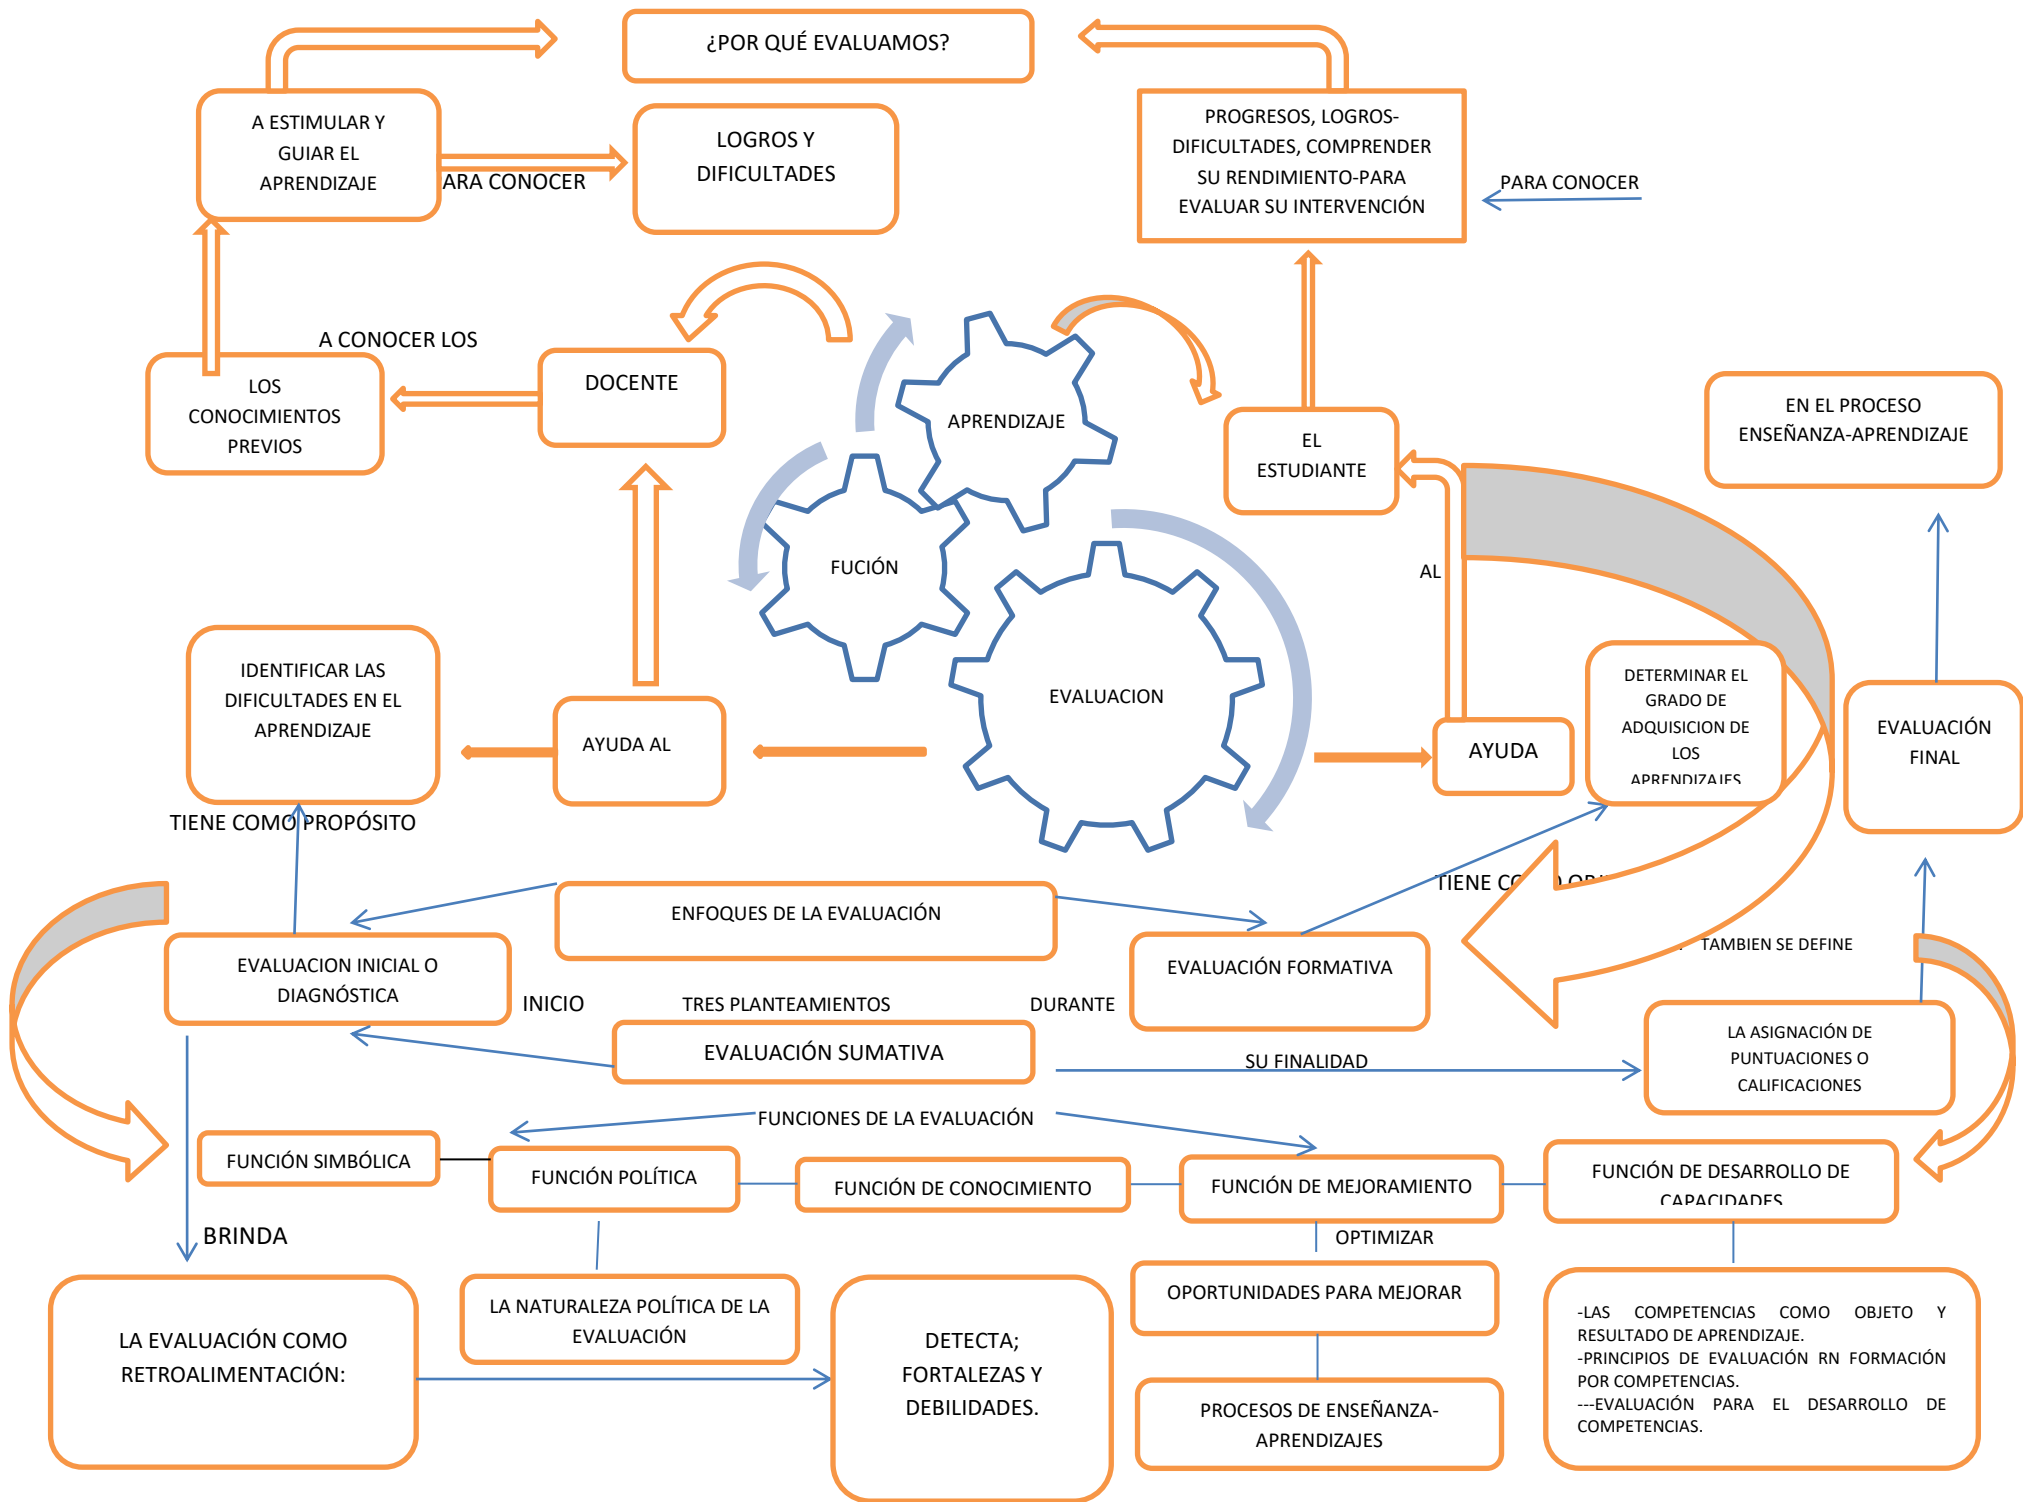 ¿POR QUÉ EVALUAMOS?
A ESTIMULAR Y
GUIAR EL
APRENDIZAJE
ARA CONOCER
LOGROS Y
DIFICULTADES
PROGRESOS, LOGROS-
DIFICULTADES, COMPRENDER
SU RENDIMIENTO-PARA
EVALUAR SU INTERVENCIÓN
PARA CONOCER
A CONOCER LOS
LOS
CONOCIMIENTOS
PREVIOS
DOCENTE
APRENDIZAJE
EL
ESTUDIANTE
EN EL PROCESO
ENSEÑANZA-APRENDIZAJE
FUCIÓN
AL
IDENTIFICAR LAS
DIFICULTADES EN EL
APRENDIZAJE
AYUDA AL
EVALUACION
AYUDA
DETERMINAR EL
GRADO DE
ADQUISICION DE
LOS
APRENDIZAJES
EVALUACIÓN
FINAL
TIENE COMO PROPÓSITO
TIENE
ENFOQUES DE LA EVALUACIÓN
TAMBIEN SE DEFINE
EVALUACION INICIAL O
DIAGNÓSTICA
EVALUACIÓN FORMATIVA
INICIO
TRES PLANTEAMIENTOS
DURANTE
EVALUACIÓN SUMATIVA
SU FINALIDAD
LA ASIGNACIÓN DE
PUNTUACIONES O
CALIFICACIONES
FUNCIONES DE LA EVALUACIÓN
FUNCIÓN SIMBÓLICA
FUNCIÓN POLÍTICA
FUNCIÓN DE CONOCIMIENTO
FUNCIÓN DE MEJORAMIENTO
FUNCIÓN DE DESARROLLO DE
CAPACIDADES
BRINDA
OPTIMIZAR
LA EVALUACIÓN COMO
RETROALIMENTACIÓN:
LA NATURALEZA POLÍTICA DE LA
EVALUACIÓN
DETECTA;
FORTALEZAS Y
DEBILIDADES.
OPORTUNIDADES PARA MEJORAR
PROCESOS DE ENSEÑANZA-
APRENDIZAJES
-LAS COMPETENCIAS COMO OBJETO Y
RESULTADO DE APRENDIZAJE.
-PRINCIPIOS DE EVALUACIÓN RN FORMACIÓN
POR COMPETENCIAS.
---EVALUACIÓN PARA EL DESARROLLO DE
COMPETENCIAS.